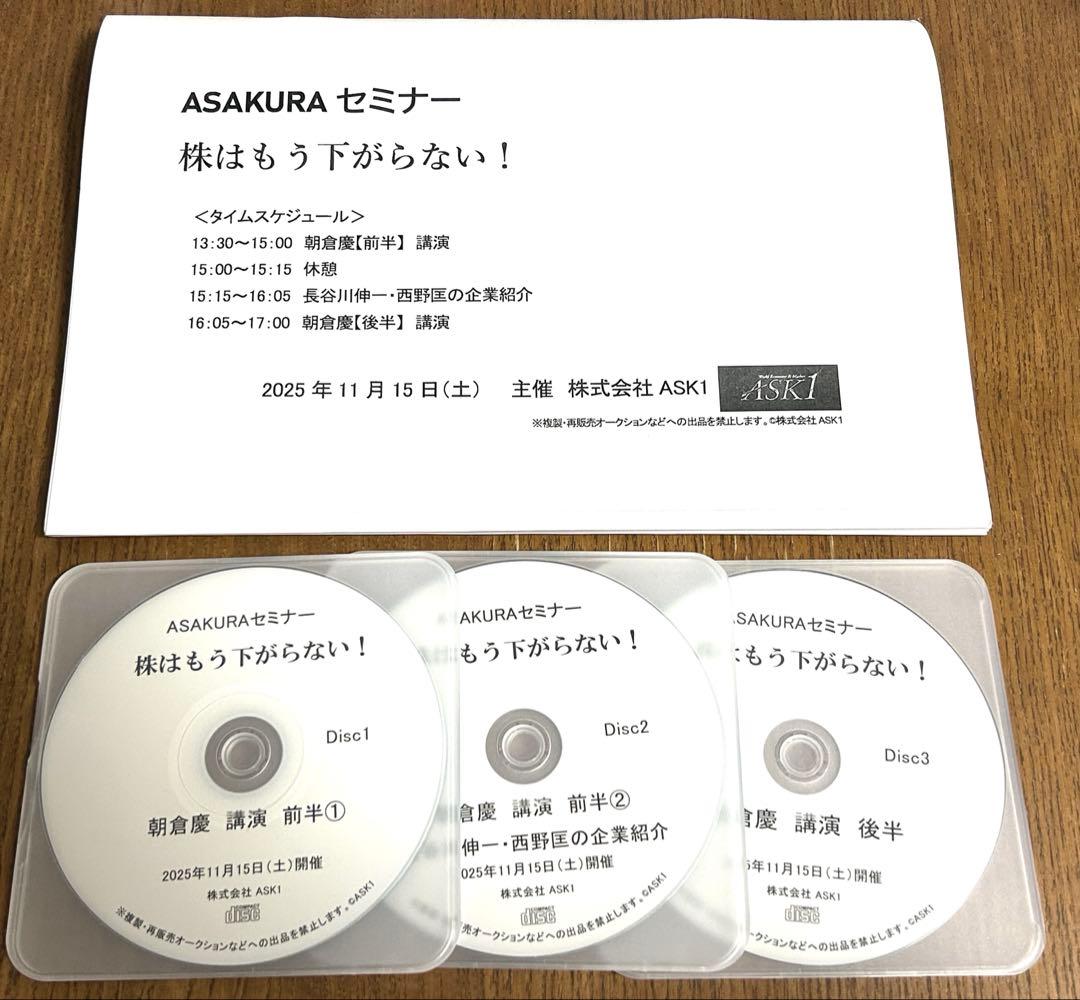 ASAKURA セミナー
株はもう下がらない！
＜タイムスケジュール＞
13:30～15:00 朝倉慶【前半】 講演
15:00～15:15 休憩
15:15～16:05 長谷川伸一・西野匡の企業紹介
16:05～17:00 朝倉慶【後半】 講演
2025 年 11 月 15 日（土） 主催 株式会社 ASK1
World Economy & Market
ASK1
※複製・再販売オークションなどへの出品を禁止します。©株式会社 ASK1
ASAKURAセミナー
株はもう下がらない！
Disc1
朝倉慶 講演 前半①
2025年11月15日（土）開催
株式会社 ASK1
COMPACT
disc
※複製・再販売オークションなどへの出品を禁止します。©ASK1
AKURAセミナー
もう下がらない！
Disc2
倉慶 講演 前半②
伸一・西野匡の企業紹介
025年11月15日（土）開催
株式会社 ASK1
COMPACT
disc
売オークションなどへの出品を禁止します。©ASK1
SAKURAセミナー
はもう下がらない！
Disc3
倉慶 講演 後半
5年11月15日（土）開催
株式会社 ASK1
COMPACT
disc
クションなどへの出品を禁止します。©ASK1